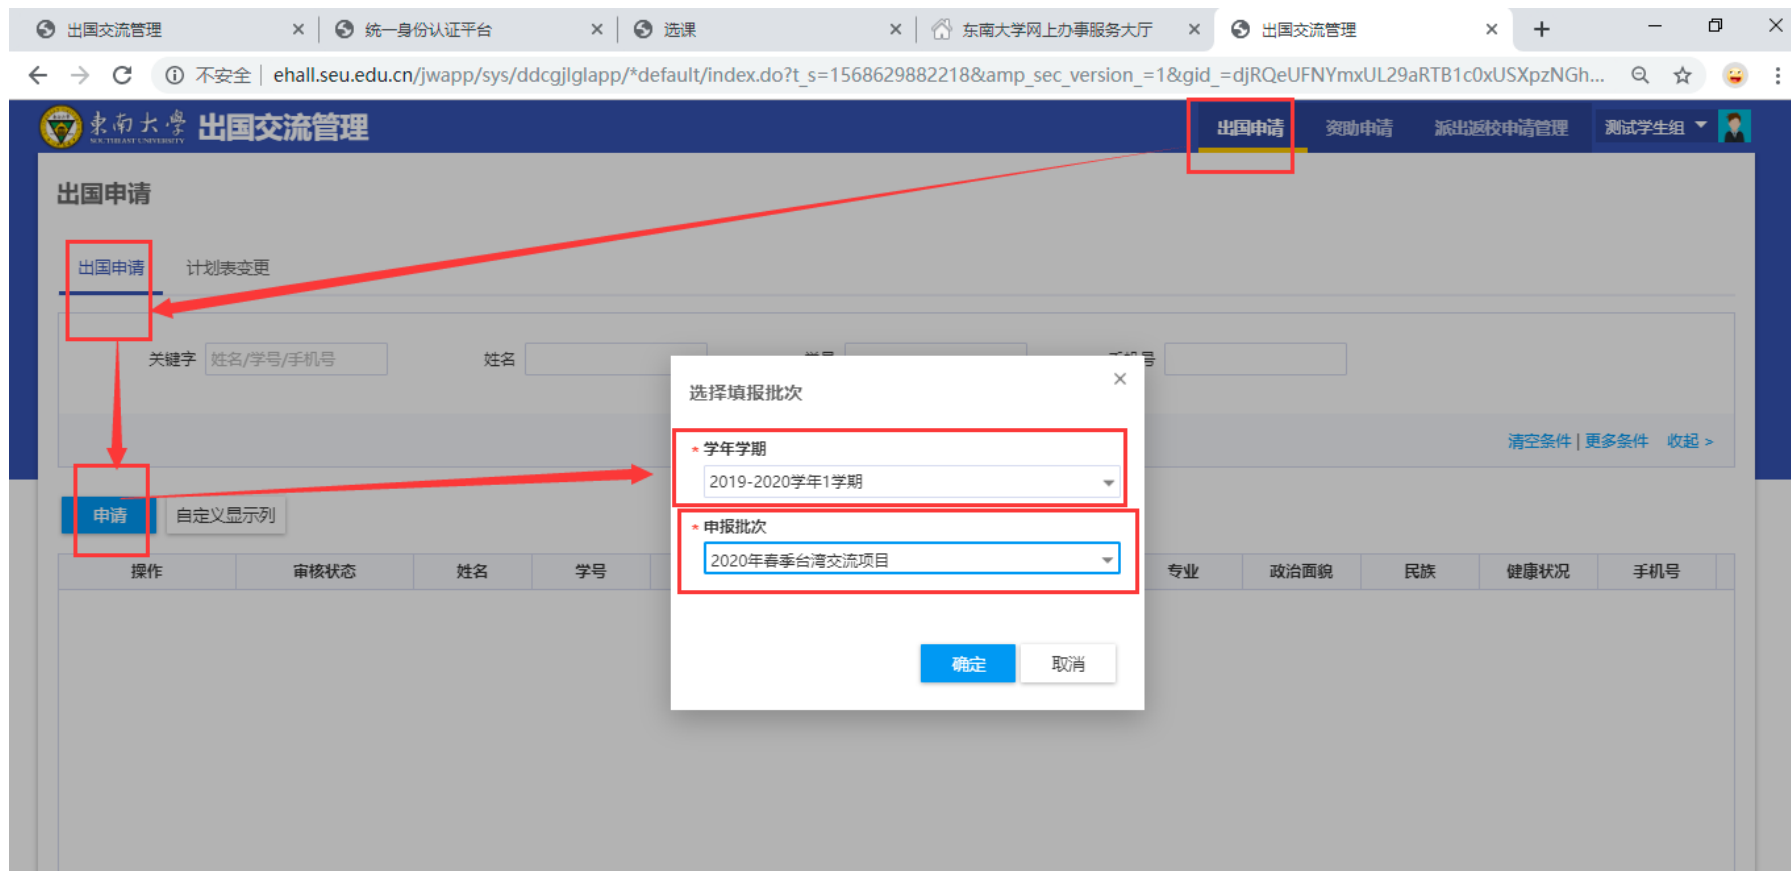 出国交流管理
统一身份认证平台
选课
东南大学网上办事服务大厅
出国交流管理
不安全
ehall.seu.edu.cn/jwapp/sys/ddcgjlglapp/*default/index.do?t_s=1568629882218&amp_sec_version_=1&gid_=djRQeUFNYmxUL29aRTB1c0xUSXpzNGh...
東南大學
SOUTHEAST UNIVERSITY
出国交流管理
出国申请
资助申请
派出返校申请管理
测试学生组
出国申请
出国申请
计划表变更
关键字
姓名/学号/手机号
姓名
学号
手机号
清空条件 | 更多条件 收起 >
选择填报批次
* 学年学期
2019-2020学年1学期
* 申报批次
2020年春季台湾交流项目
确定
取消
申请
自定义显示列
操作
审核状态
姓名
学号
专业
政治面貌
民族
健康状况
手机号